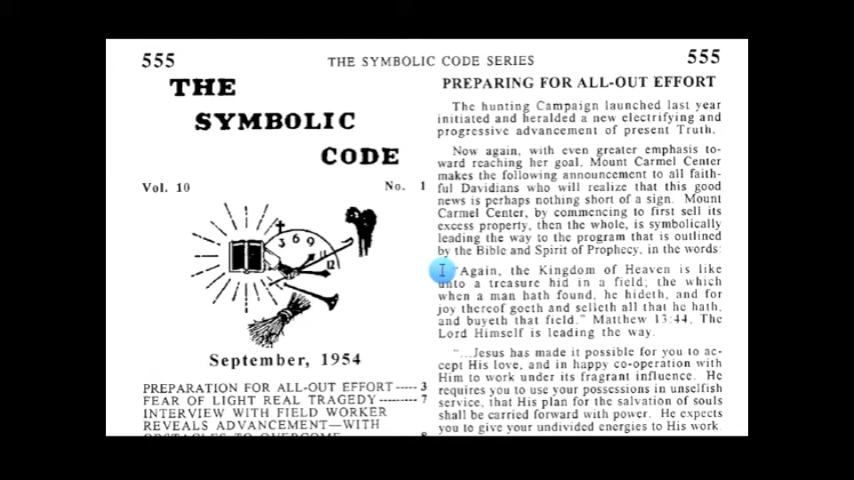 555
THE SYMBOLIC CODE SERIES
555
THE
SYMBOLIC
CODE
Vol. 10
No. 1
3 6 9
11
12
September, 1954
PREPARATION FOR ALL-OUT EFFORT ----- 3
FEAR OF LIGHT REAL TRAGEDY --------- 7
INTERVIEW WITH FIELD WORKER
REVEALS ADVANCEMENT—WITH
OBSTACLES TO OVERCOME
8
PREPARING FOR ALL-OUT EFFORT
The hunting Campaign launched last year
initiated and heralded a new electrifying and
progressive advancement of present Truth.
Now again, with even greater emphasis to-
ward reaching her goal, Mount Carmel Center
makes the following announcement to all faith-
ful Davidians who will realize that this good
news is perhaps nothing short of a sign. Mount
Carmel Center, by commencing to first sell its
excess property, then the whole, is symbolically
leading the way to the program that is outlined
by the Bible and Spirit of Prophecy, in the words:
"Again, the Kingdom of Heaven is like
unto a treasure hid in a field; the which
when a man hath found, he hideth, and for
joy thereof goeth and selleth all that he hath,
and buyeth that field." Matthew 13:44, The
Lord Himself is leading the way.
"...Jesus has made it possible for you to ac-
cept His love, and in happy co-operation with
Him to work under its fragrant influence. He
requires you to use your possessions in unselfish
service, that His plan for the salvation of souls
shall be carried forward with power. He expects
you to give your undivided energies to His work.